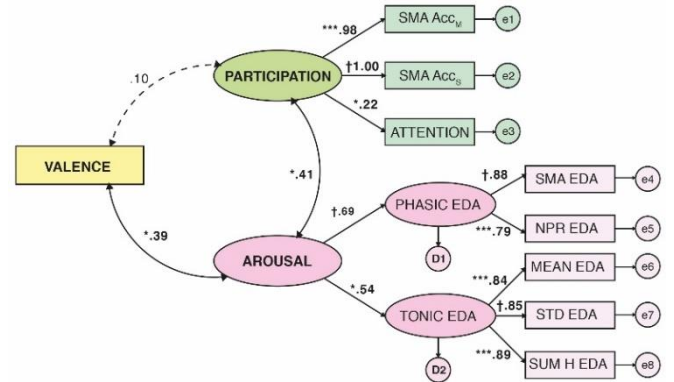 SMA Acc_M
e1
***.98
.10
PARTICIPATION
†1.00
SMA Acc_S
e2
*.22
ATTENTION
e3
VALENCE
*.41
†.88
SMA EDA
e4
†.69
PHASIC EDA
***.79
NPR EDA
e5
*.39
AROUSAL
D1
MEAN EDA
e6
***.84
*.54
†.85
TONIC EDA
STD EDA
e7
***.89
D2
SUM H EDA
e8